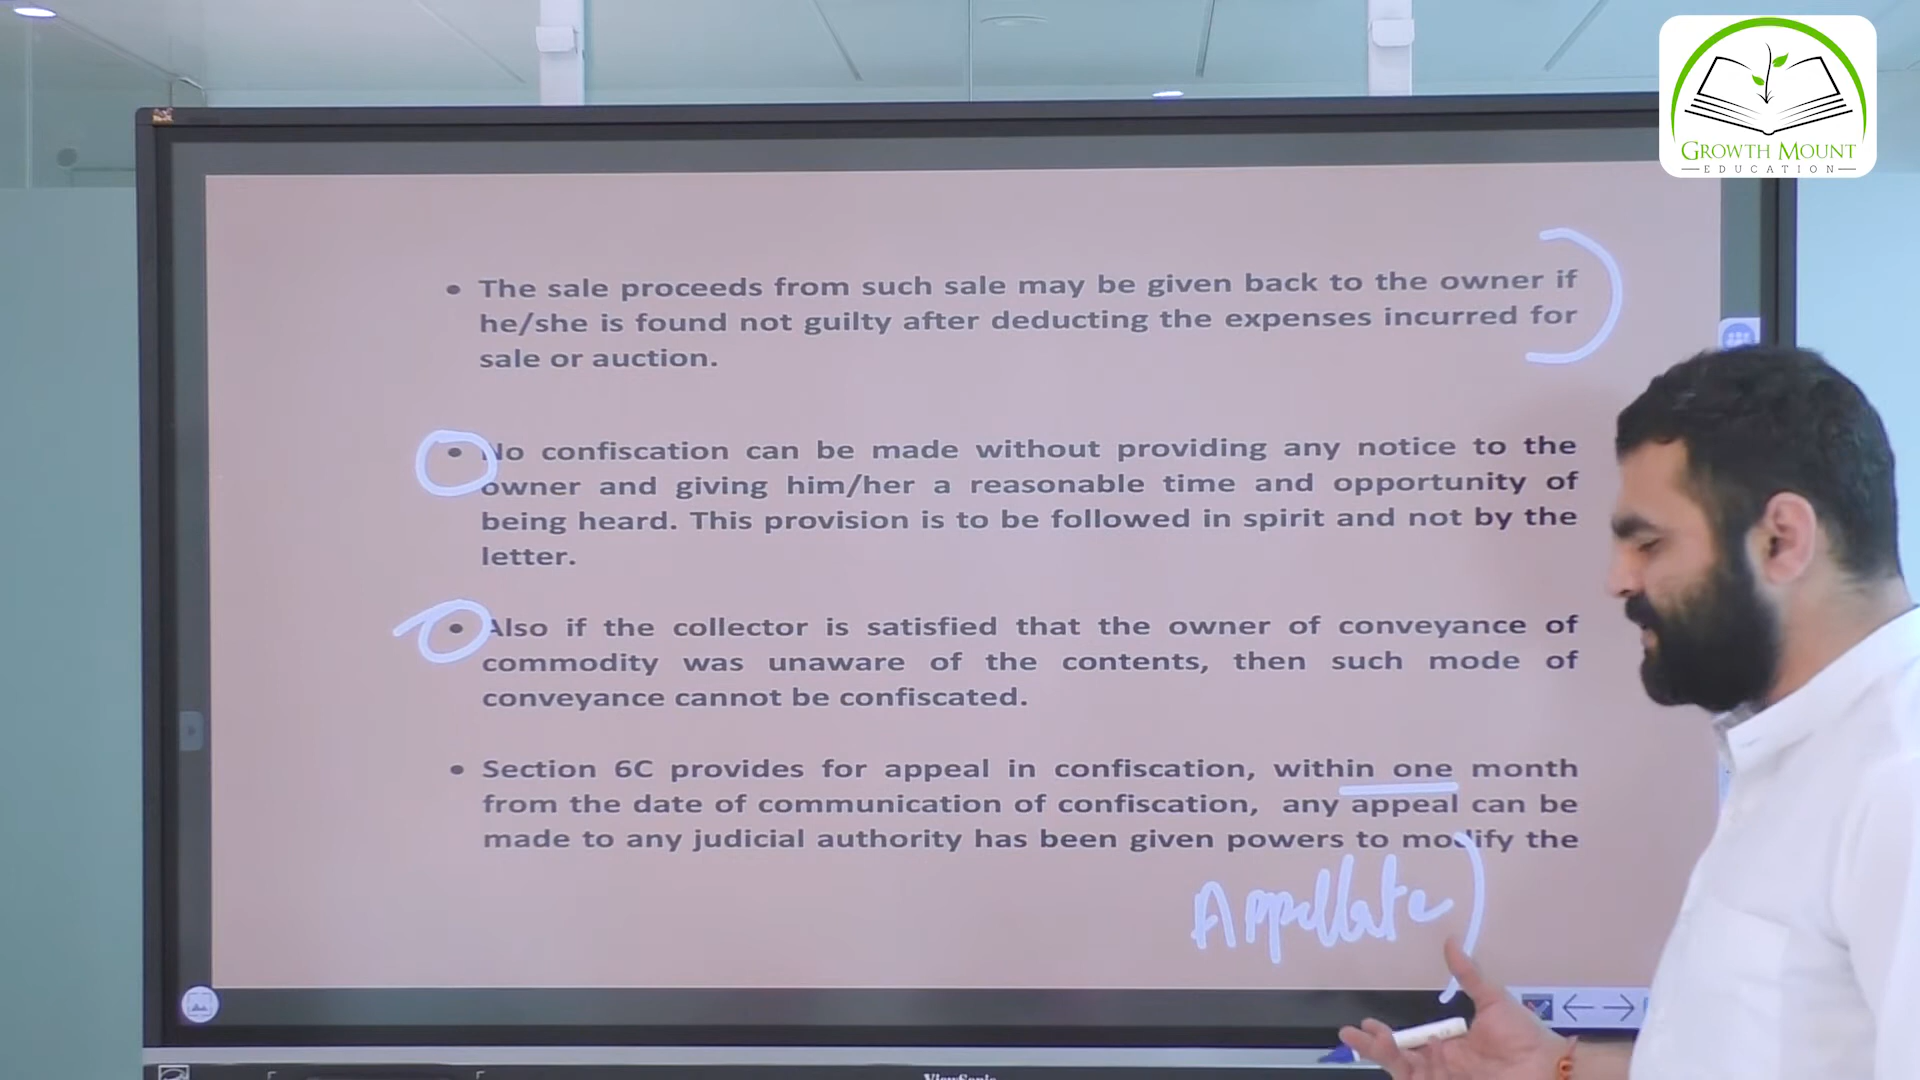 GROWTH MOUNT
EDUCATION
• The sale proceeds from such sale may be given back to the owner if
he/she is found not guilty after deducting the expenses incurred for
sale or auction.
• No confiscation can be made without providing any notice to the
owner and giving him/her a reasonable time and opportunity of
being heard. This provision is to be followed in spirit and not by the
letter.
• Also if the collector is satisfied that the owner of conveyance of
commodity was unaware of the contents, then such mode of
conveyance cannot be confiscated.
• Section 6C provides for appeal in confiscation, within one month
from the date of communication of confiscation, any appeal can be
made to any judicial authority has been given powers to modify the
Appellate
ViewSonic